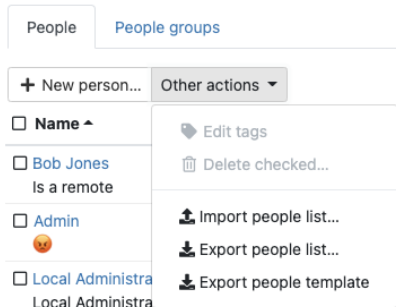 People People groups
+ New person... Other actions
Name
Edit tags
Delete checked...
Bob Jones
Is a remote
Import people list...
Admin
😡
Export people list...
Local Administra
Export people template
Local Administra